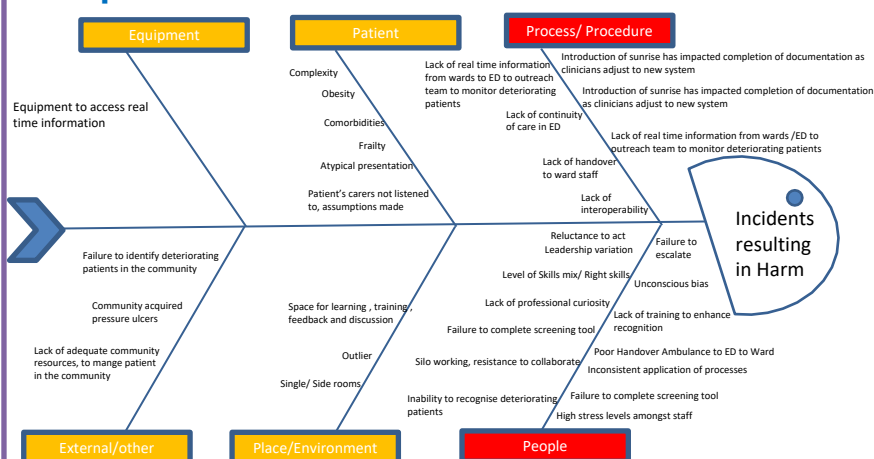 Equipment
Patient
Process/ Procedure
Equipment to access real
time information
Complexity
Obesity
Comorbidities
Frailty
Atypical presentation
Patient's carers not listened
to, assumptions made
Lack of real time information
from wards to ED to outreach
team to monitor deteriorating
patients
Lack of continuity
of care in ED
Lack of handover
to ward staff
Lack of
interoperability
Introduction of sunrise has impacted completion of documentation as
clinicians adjust to new system
Introduction of sunrise has impacted completion of documentation
as clinicians adjust to new system
Lack of real time information from wards /ED to
outreach team to monitor deteriorating patients
Incidents
resulting
in Harm
Failure to identify deteriorating
patients in the community
Community acquired
pressure ulcers
Lack of adequate community
resources, to mange patient
in the community
Space for learning , training ,
feedback and discussion
Outlier
Single/ Side rooms
Reluctance to act
Leadership variation
Level of Skills mix/ Right skills
Lack of professional curiosity
Failure to complete screening tool
Silo working, resistance to collaborate
Inability to recognise deteriorating
patients
Failure to
escalate
Unconscious bias
Lack of training to enhance
recognition
Poor Handover Ambulance to ED to Ward
Inconsistent application of processes
Failure to complete screening tool
High stress levels amongst staff
External/other
Place/Environment
People